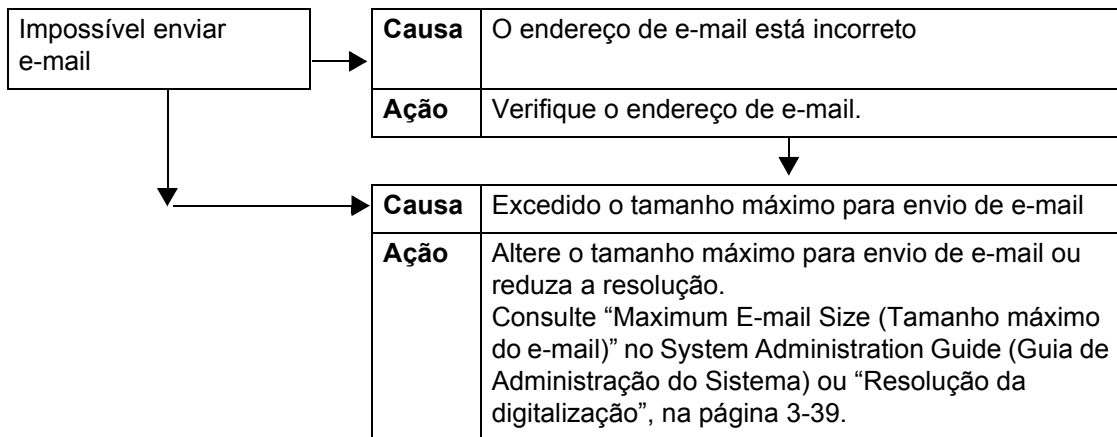 Impossível enviar
e-mail
Causa O endereço de e-mail está incorreto
Ação Verifique o endereço de e-mail.
Causa Excedido o tamanho máximo para envio de e-mail
Ação Altere o tamanho máximo para envio de e-mail ou
reduza a resolução.
Consulte “Maximum E-mail Size (Tamanho máximo
do e-mail)” no System Administration Guide (Guia de
Administração do Sistema) ou “Resolução da
digitalização”, na página 3-39.